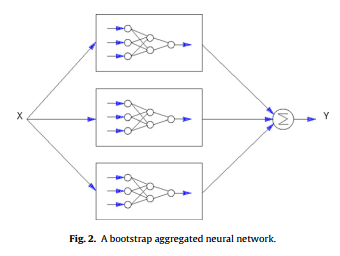 X
Σ
Y
Fig. 2. A bootstrap aggregated neural network.